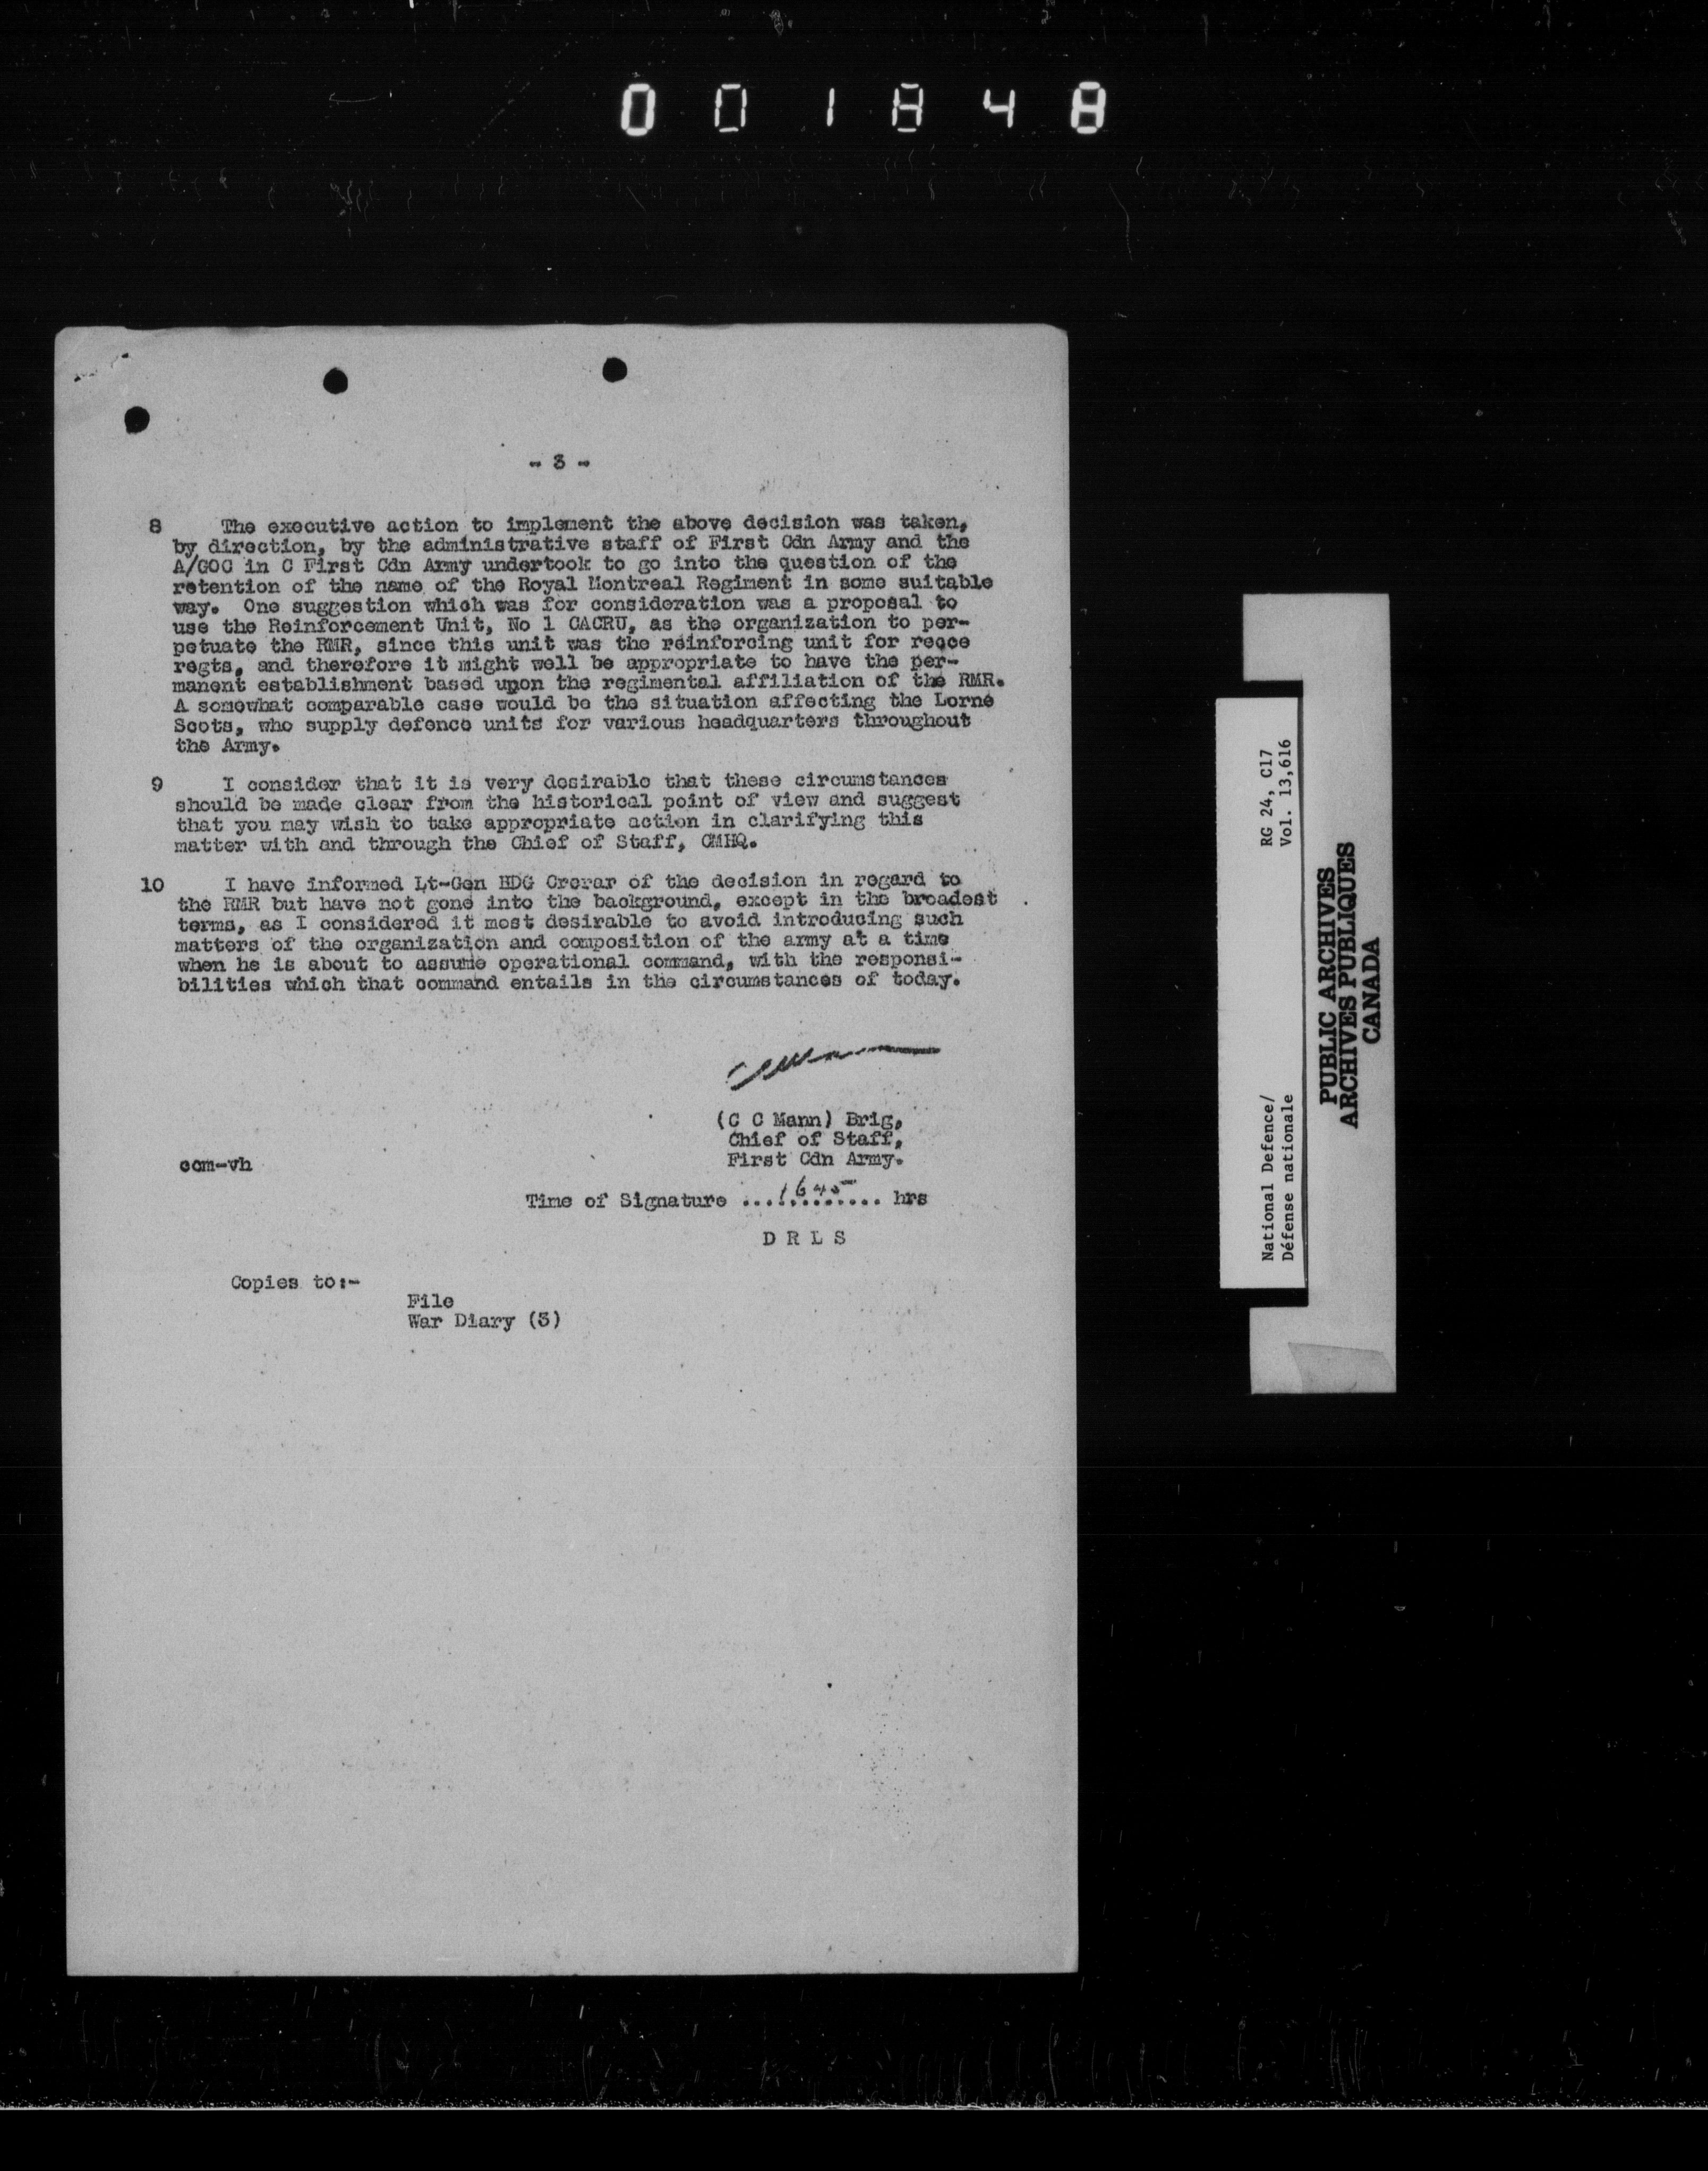 001848
- 3 -
8 The executive action to implement the above decision was taken,
by direction, by the administrative staff of First Cdn Army and the
A/GOC in C First Cdn Army undertook to go into the question of the
retention of the name of the Royal Montreal Regiment in some suitable
way. One suggestion which was for consideration was a proposal to
use the Reinforcement Unit, No 1 CACRU, as the organization to per-
petuate the RMR, since this unit was the reinforcing unit for recce
regts, and therefore it might well be appropriate to have the per-
manent establishment based upon the regimental affiliation of the RMR.
A somewhat comparable case would be the situation affecting the Lorne
Scots, who supply defence units for various headquarters throughout
the Army.
9 I consider that it is very desirable that these circumstances
should be made clear from the historical point of view and suggest
that you may wish to take appropriate action in clarifying this
matter with and through the Chief of Staff, CMHQ.
10 I have informed Lt-Gen HDG Crerar of the decision in regard to
the RMR but have not gone into the background, except in the broadest
terms, as I considered it most desirable to avoid introducing such
matters of the organization and composition of the army at a time
when he is about to assume operational command, with the responsi-
bilities which that command entails in the circumstances of today.
(C C Mann) Brig,
Chief of Staff,
First Cdn Army.
ccm-vh
Time of Signature ...1645... hrs
D R L S
Copies to:-
File
War Diary (3)
RG 24, C17
Vol. 13,616
National Defence/
Défense nationale
PUBLIC ARCHIVES
ARCHIVES PUBLIQUES
CANADA